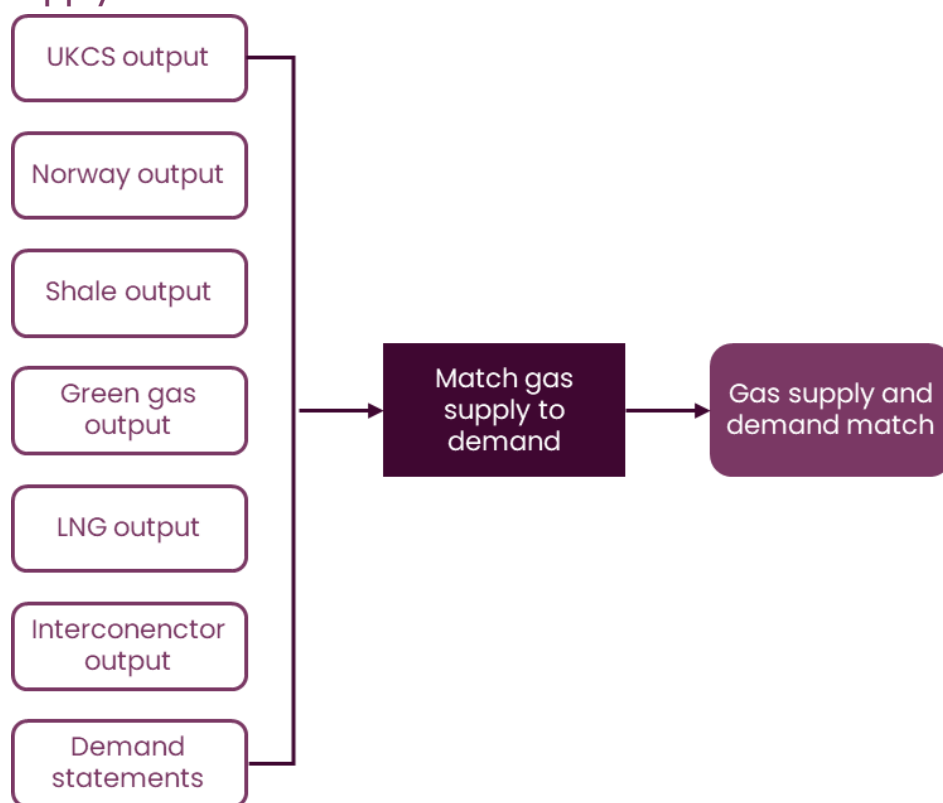 UKCS output
Norway output
Shale output
Green gas
output
LNG output
Interconenctor
output
Demand
statements
Match gas
supply to
demand
Gas supply and
demand match